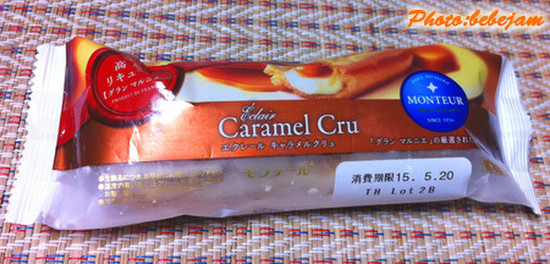 Photo:bebejam
高
リキュ
「グラン マルニ
PRODUIT DE FRAN
Éclair
Caramel Cru
エクレール キャラメルクリュ
「グラン マルニエ」の厳選された
MONTEUR
SINCE 1954
モンテール
消費期限15. 5.20
TH Lot 2B